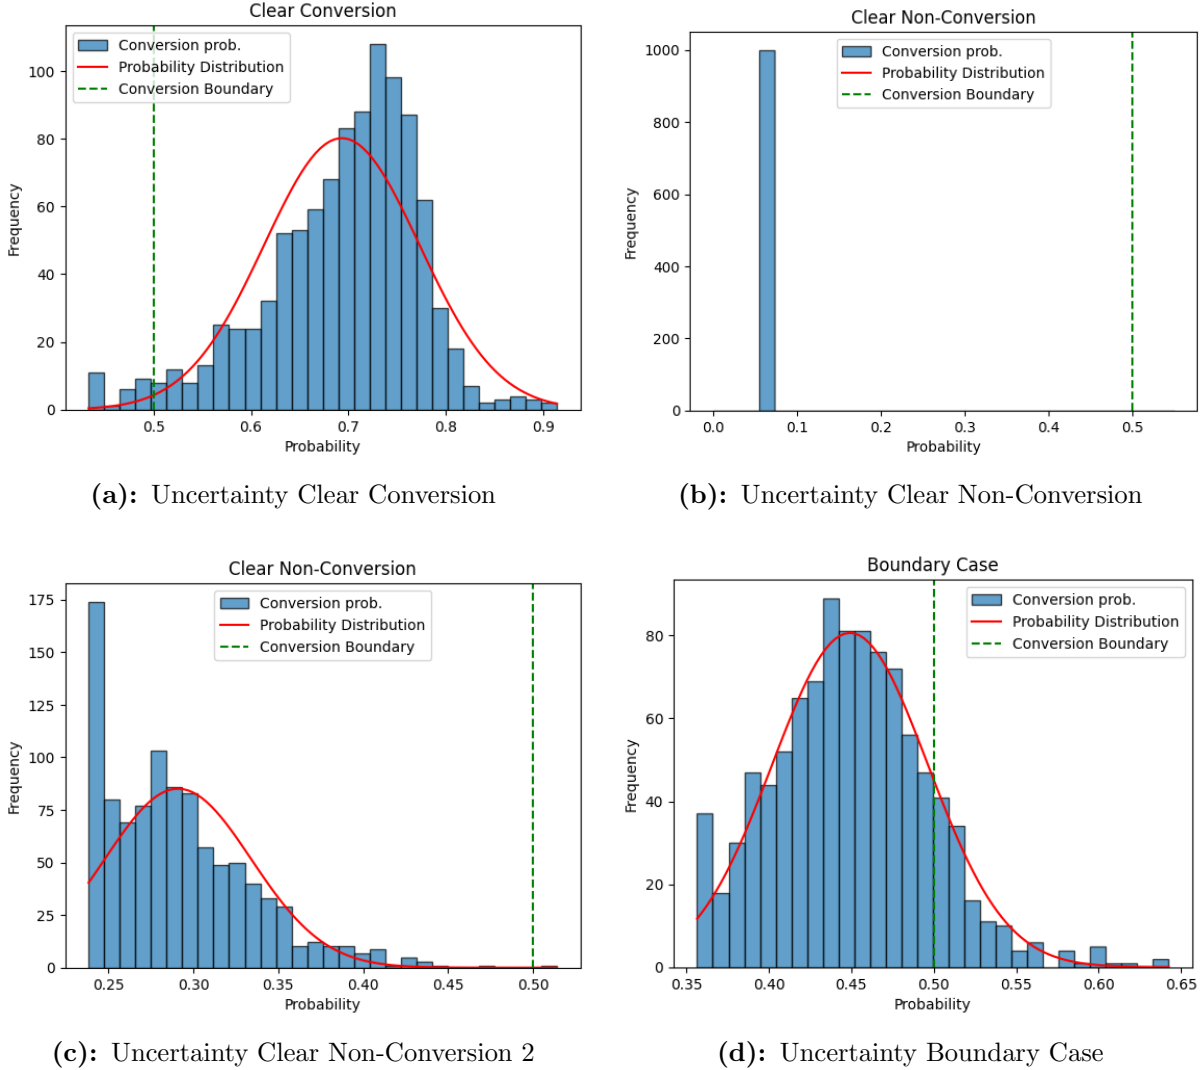 Clear Conversion
Conversion prob.
Probability Distribution
Conversion Boundary
100
80
60
40
20
0
Frequency
0.5
0.6
0.7
0.8
0.9
Probability
(a): Uncertainty Clear Conversion
Clear Non-Conversion
Conversion prob.
Probability Distribution
Conversion Boundary
1000
800
600
400
200
0
Frequency
0.0
0.1
0.2
0.3
0.4
0.5
Probability
(b): Uncertainty Clear Non-Conversion
Clear Non-Conversion
Conversion prob.
Probability Distribution
Conversion Boundary
175
150
125
100
75
50
25
0
Frequency
0.25
0.30
0.35
0.40
0.45
0.50
Probability
(c): Uncertainty Clear Non-Conversion 2
Boundary Case
Conversion prob.
Probability Distribution
Conversion Boundary
80
60
40
20
0
Frequency
0.35
0.40
0.45
0.50
0.55
0.60
0.65
Probability
(d): Uncertainty Boundary Case